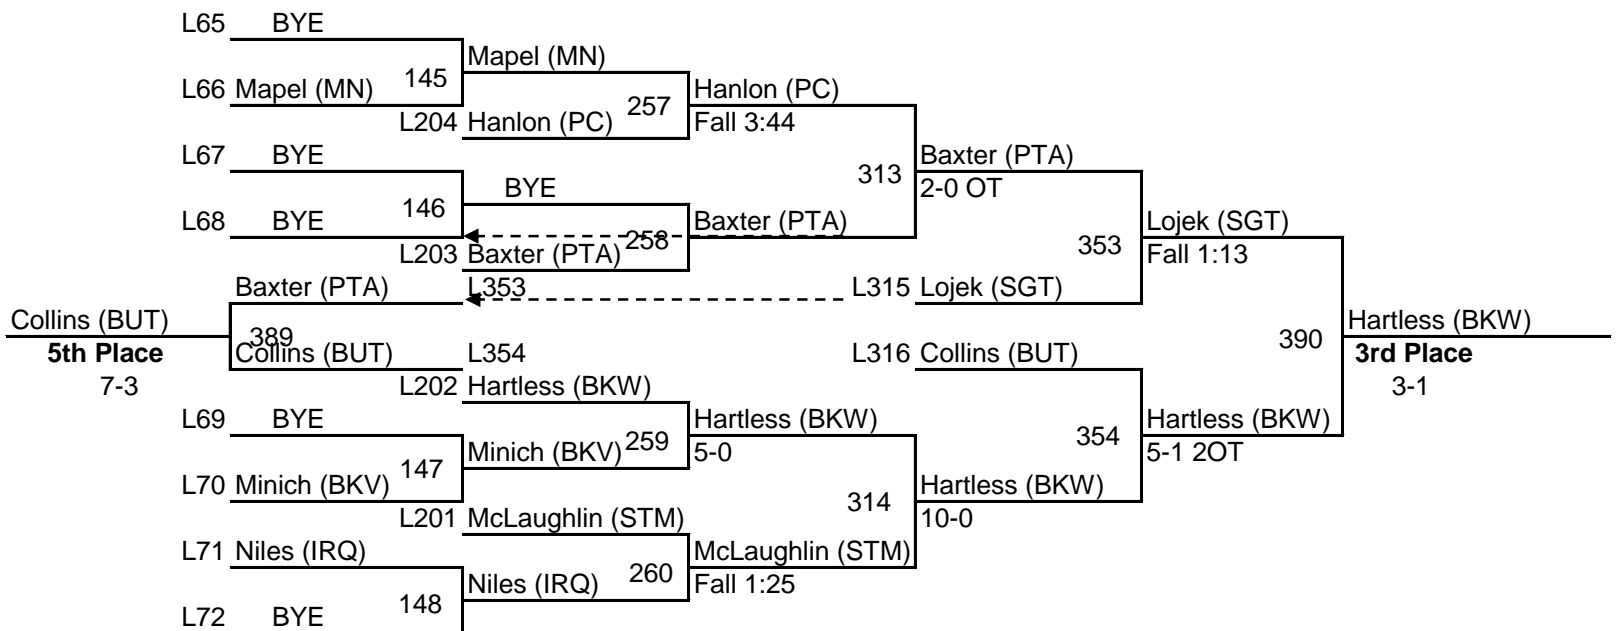 L65 BYE
Mapel (MN)
145
L66 Mapel (MN)
Hanlon (PC)
257
L204 Hanlon (PC)
Fall 3:44
L67 BYE
Baxter (PTA)
313
BYE
2-0 OT
146
L68 BYE
Baxter (PTA)
Lojek (SGT)
258
353
L203 Baxter (PTA)
Fall 1:13
Baxter (PTA)
L353
L315 Lojek (SGT)
Collins (BUT)
Hartless (BKW)
389
390
5th Place
Collins (BUT)
L354
L316 Collins (BUT)
3rd Place
7-3
L202 Hartless (BKW)
3-1
L69 BYE
Hartless (BKW)
Hartless (BKW)
354
Minich (BKV)
259
5-0
5-1 2OT
147
L70 Minich (BKV)
Hartless (BKW)
314
L201 McLaughlin (STM)
10-0
L71 Niles (IRQ)
McLaughlin (STM)
Niles (IRQ)
260
Fall 1:25
148
L72 BYE